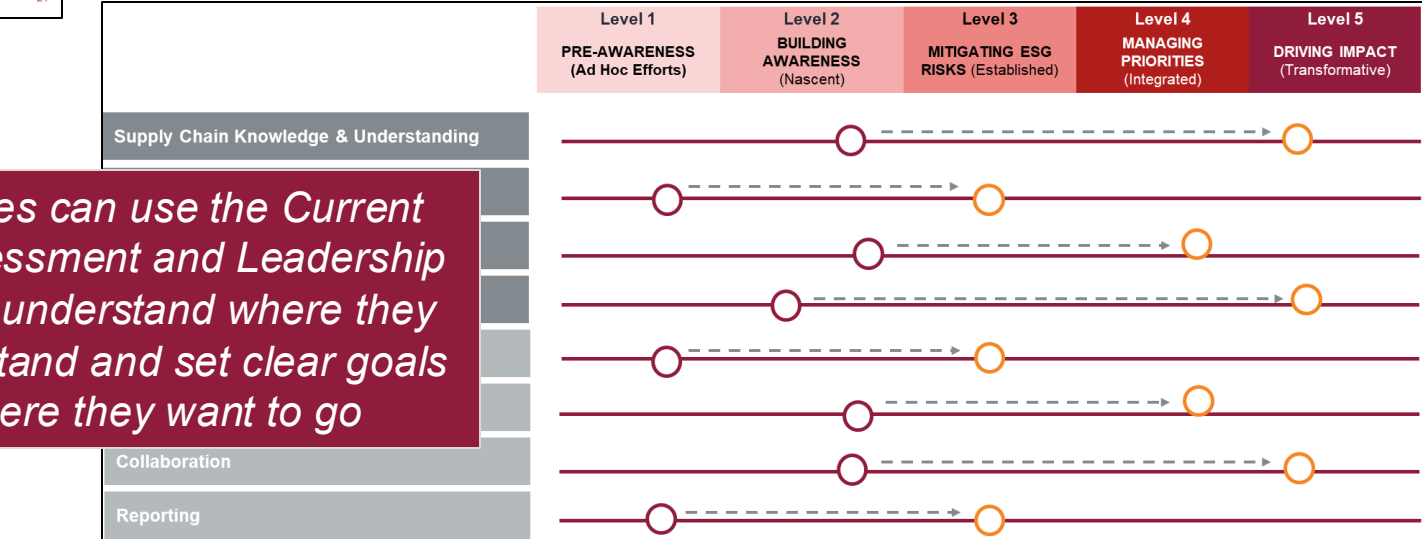 Level 1
PRE-AWARENESS
(Ad Hoc Efforts)
Level 2
BUILDING
AWARENESS
(Nascent)
Level 3
MITIGATING ESG
RISKS (Established)
Level 4
MANAGING
PRIORITIES
(Integrated)
Level 5
DRIVING IMPACT
(Transformative)
Supply Chain Knowledge & Understanding
es can use the Current
essment and Leadership
understand where they
tand and set clear goals
ere they want to go
Collaboration
Reporting